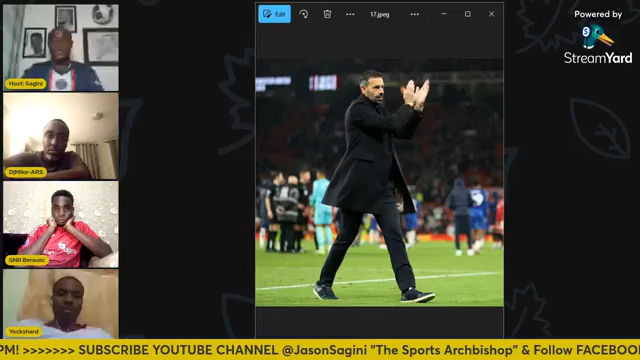 Edit
17.jpeg
Powered by
StreamYard
Host: Sagini
DjMike-ARS
SNR Bensoic
Yocksherd
PM! >>>>>>> SUBSCRIBE YOUTUBE CHANNEL @JasonSagini "The Sports Archbishop" & Follow FACEBOO